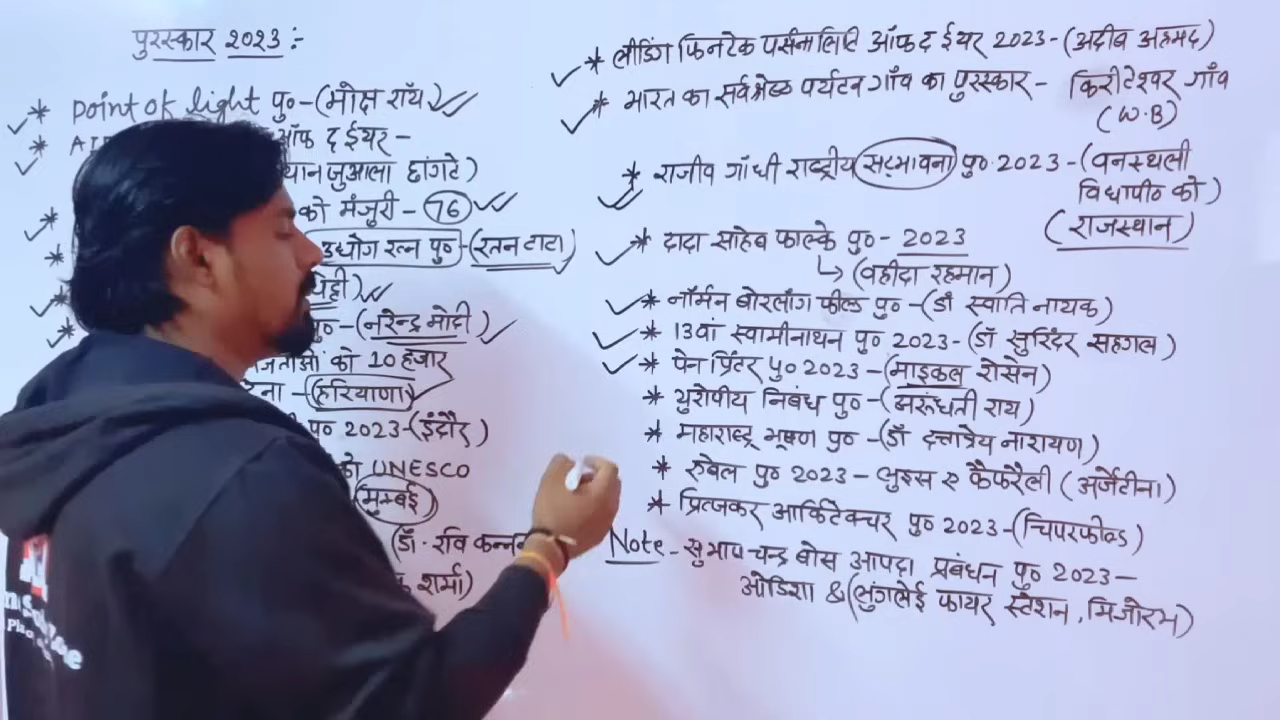 पुरस्कार २०२३ :-
* Point of light पु० - (मोक्ष रॉय)
* ऑफ द ईयर -
जुआला हांगटे)
को मंजूरी - 76
उद्योग रत्न पु० - (रतन टाटा)
पु० - (नरेन्द्र मोदी)
को 10 हजार
(हरियाणा)
पु० 2023 - (इंदौर)
को UNESCO
(मुम्बई)
(डॉ. रवि कन्नन
शर्मा)
* लीडिंग फिनटेक पर्सनालिटि ऑफ द ईयर 2023 - (अदीब अहमद)
* भारत का सर्वश्रेष्ठ पर्यटन गाँव का पुरस्कार - किरीटेश्वर गाँव
(W.B)
* राजीव गाँधी राष्ट्रीय सद्भावना पु० 2023 - (वनस्थली
विद्यापीठ को)
(राजस्थान)
* दादा साहेब फाल्के पु० - 2023
↳ (वहीदा रहमान)
* नॉर्मन बोरलॉग फील्ड पु० - (डॉ स्वाति नायक)
* 13वां स्वामीनाथन पु० 2023 - (डॉ सुरिंदर सहगल)
* पेन प्रिंटर पु० 2023 - (माइकल रोसेन)
* युरोपीय निबंध पु० - (अरुंधती राय)
* महाराष्ट्र भूषण पु० - (डॉ दत्तात्रेय नारायण)
* रुबेल पु० 2023 - लुइस ए कैफरैली (अर्जेंटीना)
* प्रित्जकर आर्किटेक्चर पु० 2023 - (चिपरफील्ड)
Note - सुभाष चन्द्र बोस आपदा प्रबंधन पु० 2023 -
ओडिशा & (लुंगलेई फायर स्टेशन, मिजोरम)